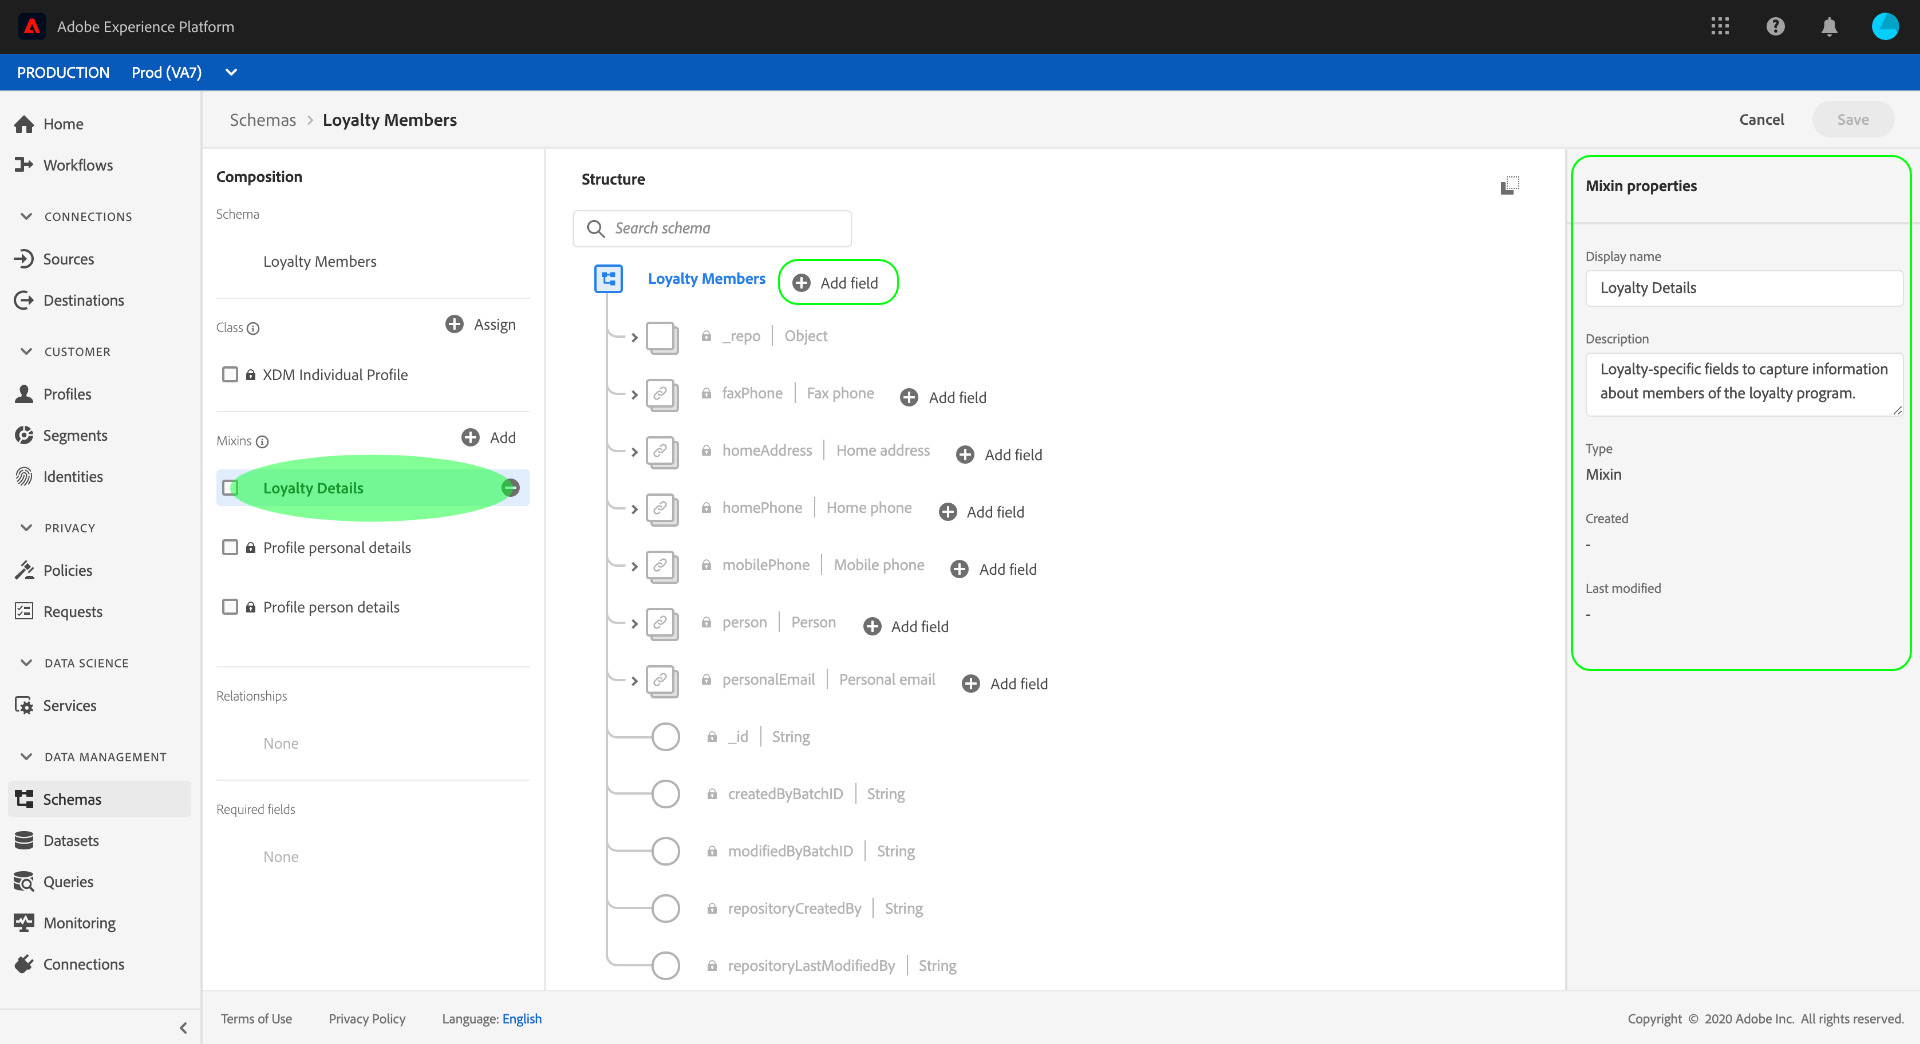 Adobe Experience Platform
PRODUCTION Prod (VA7)
Home
Workflows
CONNECTIONS
Sources
Destinations
CUSTOMER
Profiles
Segments
Identities
PRIVACY
Policies
Requests
DATA SCIENCE
Services
DATA MANAGEMENT
Schemas
Datasets
Queries
Monitoring
Connections
Schemas > Loyalty Members
Cancel
Save
Composition
Schema
Loyalty Members
Class
Assign
XDM Individual Profile
Mixins
Add
Loyalty Details
Profile personal details
Profile person details
Relationships
None
Required fields
None
Structure
Search schema
Loyalty Members Add field
_repo | Object
faxPhone | Fax phone Add field
homeAddress | Home address Add field
homePhone | Home phone Add field
mobilePhone | Mobile phone Add field
person | Person Add field
personalEmail | Personal email Add field
_id | String
createdByBatchID | String
modifiedByBatchID | String
repositoryCreatedBy | String
repositoryLastModifiedBy | String
Mixin properties
Display name
Loyalty Details
Description
Loyalty-specific fields to capture information
about members of the loyalty program.
Type
Mixin
Created
-
Last modified
-
Terms of Use Privacy Policy Language: English
Copyright © 2020 Adobe Inc. All rights reserved.